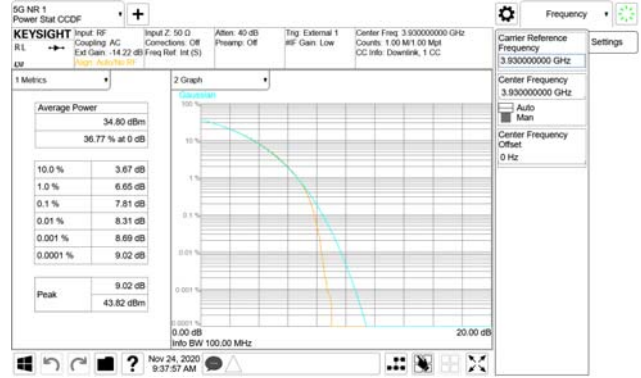 5G NR 1
Power Stat CCDF
Frequency
KEYSIGHT
RL
Input: RF
Coupling: AC
Ext Gain: -14.22 dB
Align: Auto/No RF
Input Z: 50 Ω
Corrections: Off
Freq Ref: Int (S)
Atten: 40 dB
Preamp: Off
Trig: External 1
#IF Gain: Low
Center Freq: 3.930000000 GHz
Counts: 1.00 M/1.00 Mpt
CC Info: Downlink, 1 CC
Carrier Reference
Frequency
3.930000000 GHz
Settings
Center Frequency
3.930000000 GHz
Auto
Man
Center Frequency
Offset
0 Hz
1 Metrics
Average Power
34.80 dBm
36.77 % at 0 dB
10.0 % 3.67 dB
1.0 % 6.65 dB
0.1 % 7.81 dB
0.01 % 8.31 dB
0.001 % 8.69 dB
0.0001 % 9.02 dB
Peak
9.02 dB
43.82 dBm
2 Graph
Gaussian
100 %
10 %
1 %
0.1 %
0.01 %
0.001 %
0.0001 %
0.00 dB
20.00 dB
Info BW 100.00 MHz
Nov 24, 2020
9:37:57 AM